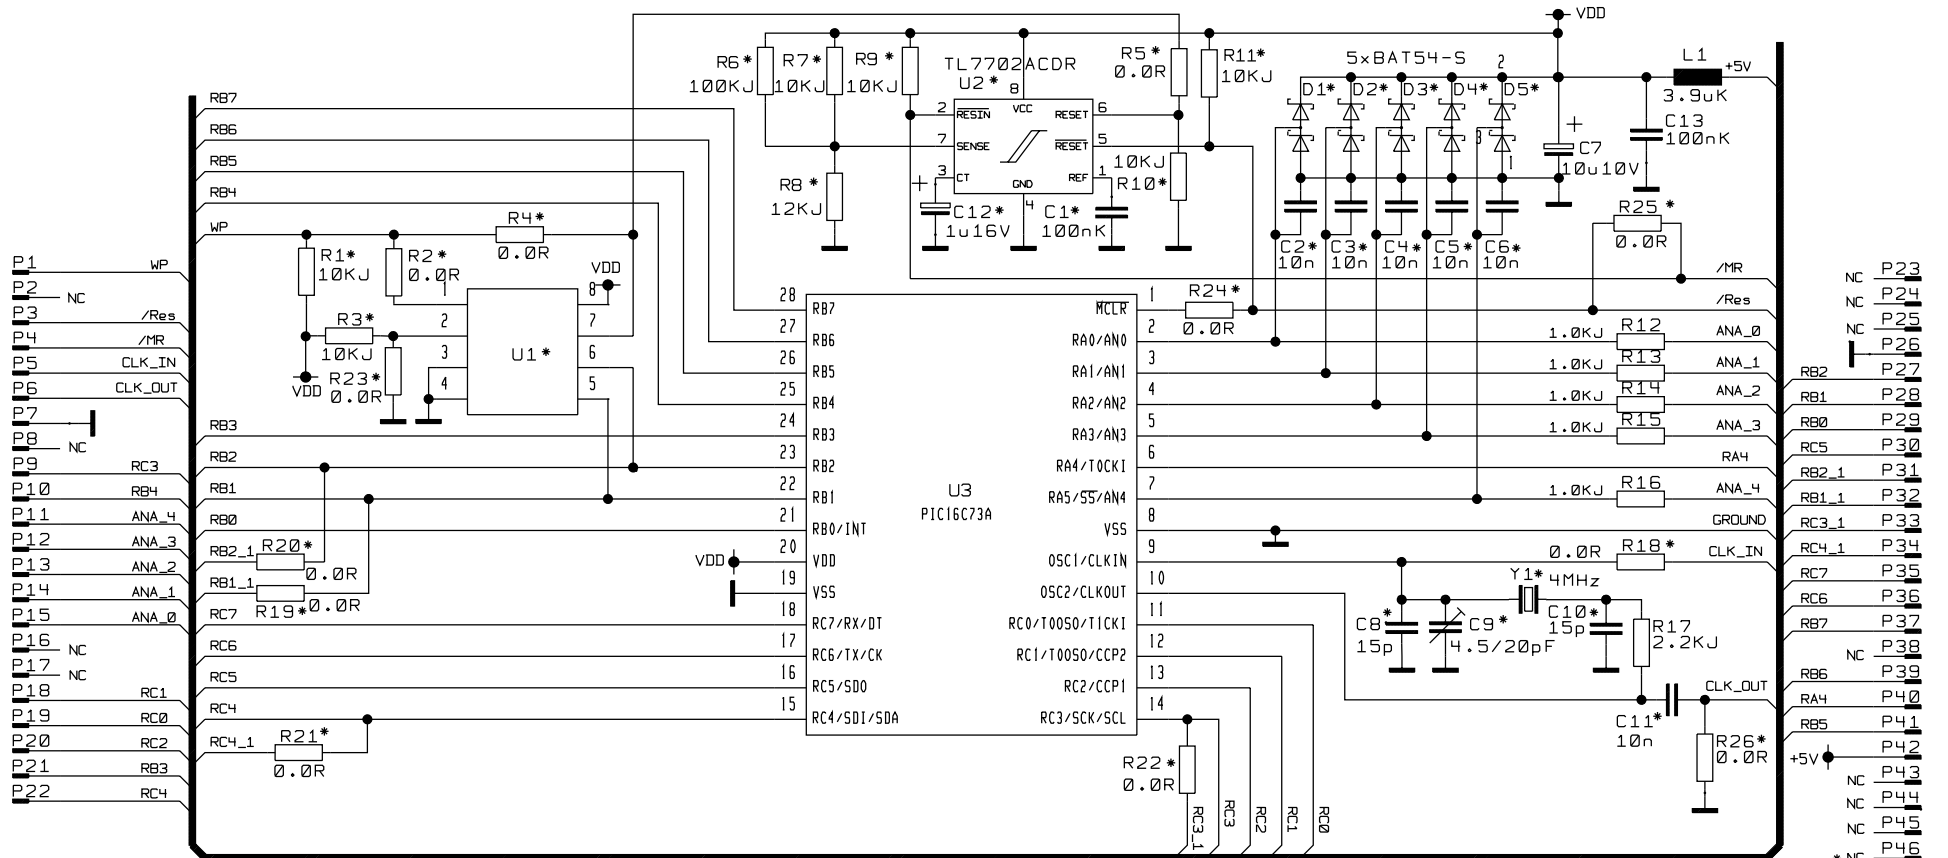 VDD
R6*
100KJ
R7*
10KJ
R9*
10KJ
TL7702ACDR
U2*
R5*
0.0R
R11*
10KJ
5xBAT54-S
2
L1
+5V
3.9uK
D1*
D2*
D3*
D4*
D5*
3
1
+
C7
10u10V
C13
100nK
8
VCC
2
RESIN
RESET
6
7
SENSE
RESET
5
3
CT
REF
1
GND
4
R8*
12KJ
+
C12*
1u16V
C1*
100nK
10KJ
R10*
C2*
10n
C3*
10n
C4*
10n
C5*
10n
C6*
10n
R25 *
0.0R
RB7
RB6
RB5
RB4
WP
R4*
0.0R
R1*
10KJ
R2*
0.0R
VDD
1
2
3
4
8
7
6
5
U1*
R3*
10KJ
VDD
R23*
0.0R
RB3
RB2
RB1
RB0
RB2_1
R20*
0.0R
RB1_1
R19*
0.0R
RC7
RC6
RC5
RC4
RC4_1
R21*
0.0R
P1
WP
P2
NC
P3
/Res
P4
/MR
P5
CLK_IN
P6
CLK_OUT
P7
P8
NC
P9
RC3
P10
RB4
P11
ANA_4
P12
ANA_3
P13
ANA_2
P14
ANA_1
P15
ANA_0
P16
NC
P17
NC
P18
RC1
P19
RC0
P20
RC2
P21
RB3
P22
RC4
U3
PIC16C73A
28
RB7
27
RB6
26
RB5
25
RB4
24
RB3
23
RB2
22
RB1
21
RB0/INT
20
VDD
VDD
19
VSS
18
RC7/RX/DT
17
RC6/TX/CK
16
RC5/SDO
15
RC4/SDI/SDA
1
MCLR
2
RA0/AN0
3
RA1/AN1
4
RA2/AN2
5
RA3/AN3
6
RA4/TOCKI
7
RA5/SS/AN4
8
VSS
9
OSC1/CLKIN
10
OSC2/CLKOUT
11
RC0/TOOSO/T1CKI
12
RC1/TOOSO/CCP2
13
RC2/CCP1
14
RC3/SCK/SCL
R24*
0.0R
/MR
/Res
1.0KJ
R12
ANA_0
1.0KJ
R13
ANA_1
1.0KJ
R14
ANA_2
1.0KJ
R15
ANA_3
RA4
1.0KJ
R16
ANA_4
GROUND
0.0R
R18*
CLK_IN
Y1*
4MHz
C8*
15p
C9*
4.5/20pF
C10*
15p
R17
2.2KJ
CLK_OUT
C11*
10n
R26*
0.0R
R22*
0.0R
RC3_1
RC3
RC2
RC1
RC0
NC
P23
NC
P24
NC
P25
P26
RB2
P27
RB1
P28
RB0
P29
RC5
P30
RB2_1
P31
RB1_1
P32
RC3_1
P33
RC4_1
P34
RC7
P35
RC6
P36
RB7
P37
NC
P38
RB6
P39
RA4
P40
RB5
P41
+5V
P42
NC
P43
NC
P44
NC
P45
* NC
P46